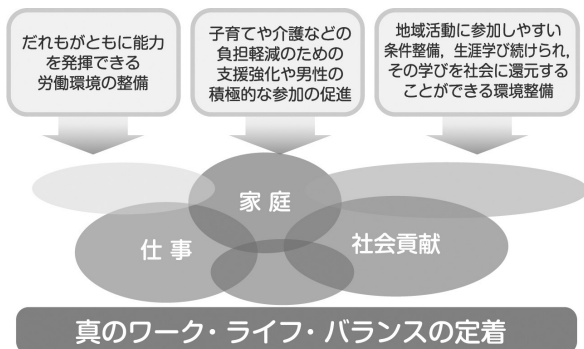 だれもがともに能力
を発揮できる
労働環境の整備
子育てや介護などの
負担軽減のための
支援強化や男性の
積極的な参加の促進
地域活動に参加しやすい
条件整備，生涯学び続けられ，
その学びを社会に還元する
ことができる環境整備
家庭
仕事
社会貢献
真のワーク・ライフ・バランスの定着